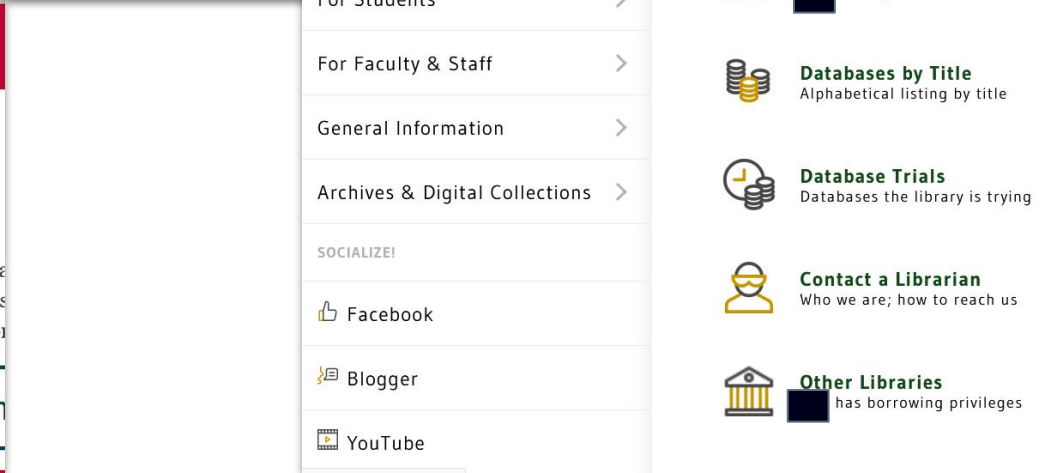 For Students
For Faculty & Staff
General Information
Archives & Digital Collections
SOCIALIZE!
Facebook
Blogger
YouTube
Databases by Title
Alphabetical listing by title
Database Trials
Databases the library is trying
Contact a Librarian
Who we are; how to reach us
Other Libraries
has borrowing privileges